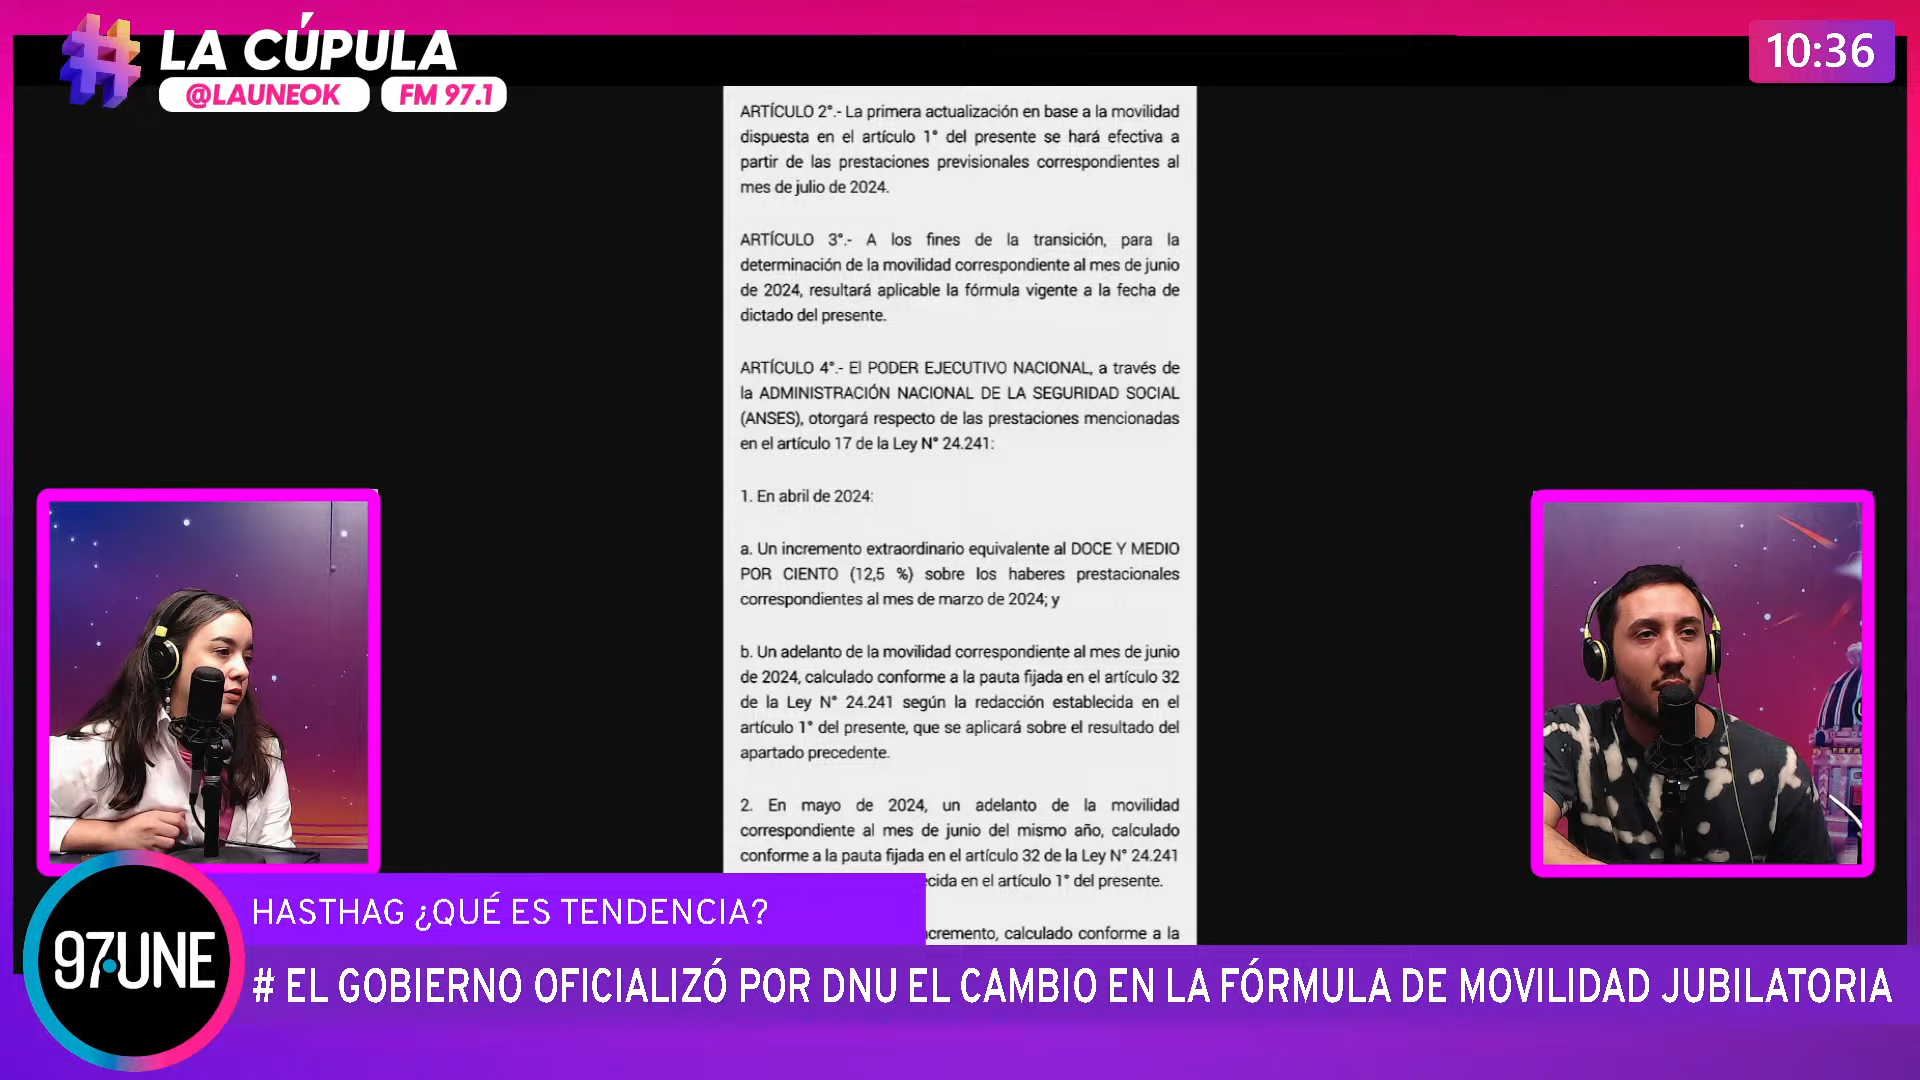 LA CÚPULA
@LAUNEOK
FM 97.1
10:36
ARTÍCULO 2°.- La primera actualización en base a la movilidad
dispuesta en el artículo 1° del presente se hará efectiva a
partir de las prestaciones previsionales correspondientes al
mes de julio de 2024.
ARTÍCULO 3°.- A los fines de la transición, para la
determinación de la movilidad correspondiente al mes de junio
de 2024, resultará aplicable la fórmula vigente a la fecha de
dictado del presente.
ARTÍCULO 4°.- El PODER EJECUTIVO NACIONAL, a través de
la ADMINISTRACIÓN NACIONAL DE LA SEGURIDAD SOCIAL
(ANSES), otorgará respecto de las prestaciones mencionadas
en el artículo 17 de la Ley N° 24.241:
1. En abril de 2024:
a. Un incremento extraordinario equivalente al DOCE Y MEDIO
POR CIENTO (12,5 %) sobre los haberes prestacionales
correspondientes al mes de marzo de 2024; y
b. Un adelanto de la movilidad correspondiente al mes de junio
de 2024, calculado conforme a la pauta fijada en el artículo 32
de la Ley N° 24.241 según la redacción establecida en el
artículo 1° del presente, que se aplicará sobre el resultado del
apartado precedente.
2. En mayo de 2024, un adelanto de la movilidad
correspondiente al mes de junio del mismo año, calculado
conforme a la pauta fijada en el artículo 32 de la Ley N° 24.241
en el artículo 1° del presente.
calculado conforme a la
HASTHAG ¿QUÉ ES TENDENCIA?
97UNE
# EL GOBIERNO OFICIALIZÓ POR DNU EL CAMBIO EN LA FÓRMULA DE MOVILIDAD JUBILATORIA